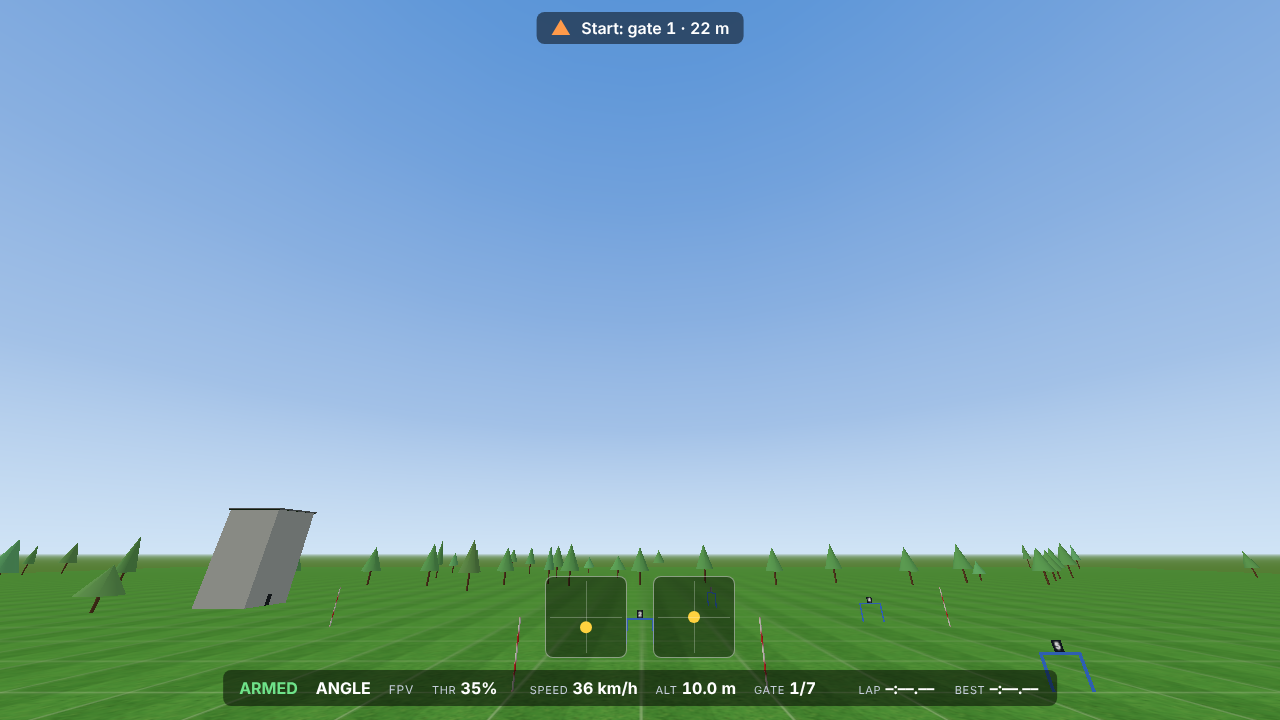 Start: gate 1 · 22 m
ARMED ANGLE FPV THR 35% SPEED 36 km/h ALT 10.0 m GATE 1/7 LAP –:––.–– BEST –:––.––